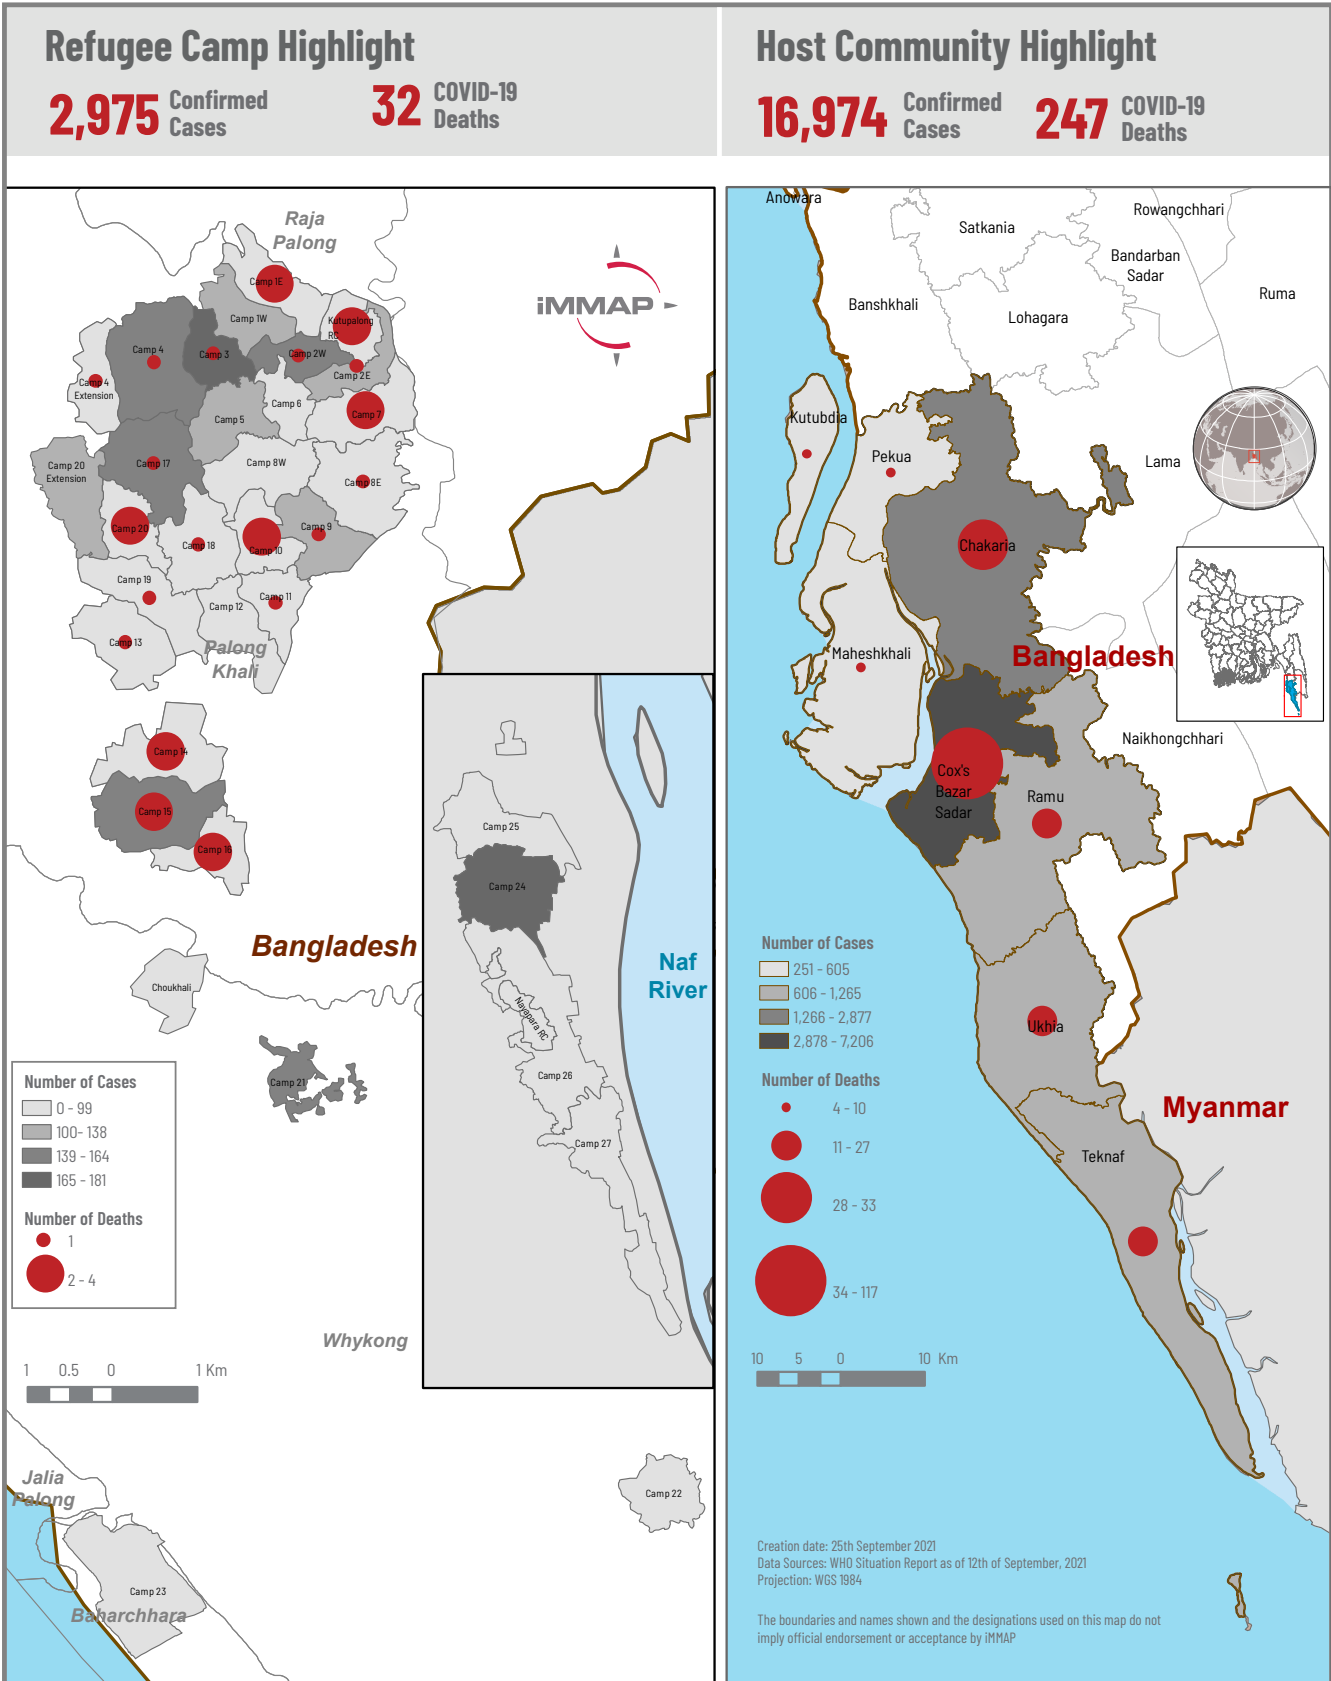 Refugee Camp Highlight
2,975 Confirmed Cases
32 COVID-19 Deaths
Host Community Highlight
16,974 Confirmed Cases
247 COVID-19 Deaths
Raja
Palong
Camp 1E
Camp 1W
Kutupalong
RC
Camp 4
Camp 3
Camp 2W
Camp 2E
Camp 4
Extension
Camp 6
Camp 7
Camp 5
Camp 17
Camp 8W
Camp 20
Extension
Camp 8E
Camp 20
Camp 9
Camp 18
Camp 10
Camp 19
Camp 11
Camp 12
Camp 13
Palong
Khali
Camp 14
Camp 15
Camp 16
Bangladesh
Choukhali
Camp 21
iMMAP
Camp 25
Camp 24
Naf
River
Nayapara RC
Camp 26
Camp 27
Number of Cases
0 - 99
100- 138
139 - 164
165 - 181
Number of Deaths
1
2 - 4
Whykong
1 0.5 0 1 Km
Jalia
Palong
Camp 22
Camp 23
Baharchhara
Anowara
Satkania
Rowangchhari
Bandarban
Sadar
Ruma
Banshkhali
Lohagara
Kutubdia
Pekua
Lama
Chakaria
Maheshkhali
Bangladesh
Naikhongchhari
Cox's
Bazar
Sadar
Ramu
Ukhia
Myanmar
Teknaf
Number of Cases
251 - 605
606 - 1,265
1,266 - 2,877
2,878 - 7,206
Number of Deaths
4 - 10
11 - 27
28 - 33
34 - 117
10 5 0 10 Km
Creation date: 25th September 2021
Data Sources: WHO Situation Report as of 12th of September, 2021
Projection: WGS 1984
The boundaries and names shown and the designations used on this map do not
imply official endorsement or acceptance by iMMAP